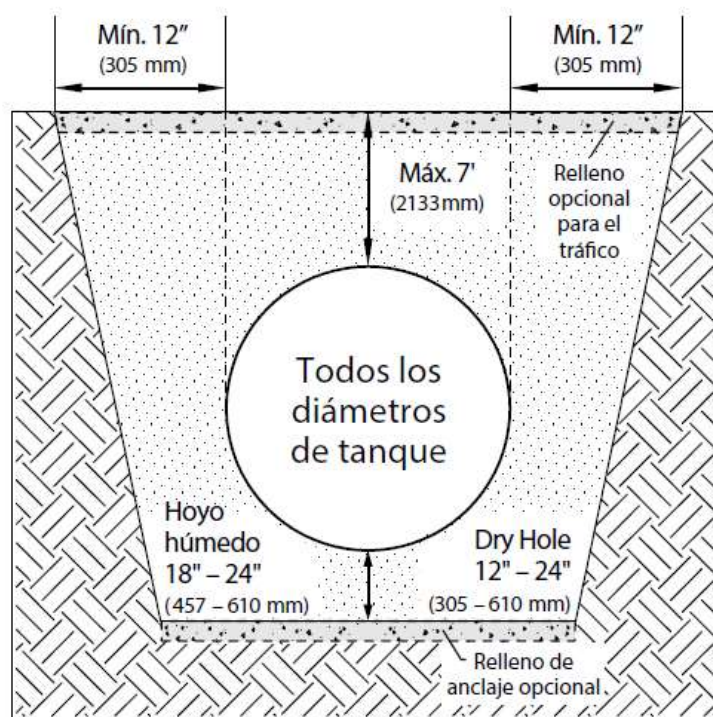 Mín. 12"
(305 mm)
Mín. 12"
(305 mm)
Máx. 7'
(2133 mm)
Relleno
opcional
para el
tráfico
Todos los
diámetros
de tanque
Hoyo
húmedo
18" – 24"
(457 – 610 mm)
Dry Hole
12" – 24"
(305 – 610 mm)
Relleno de
anclaje opcional